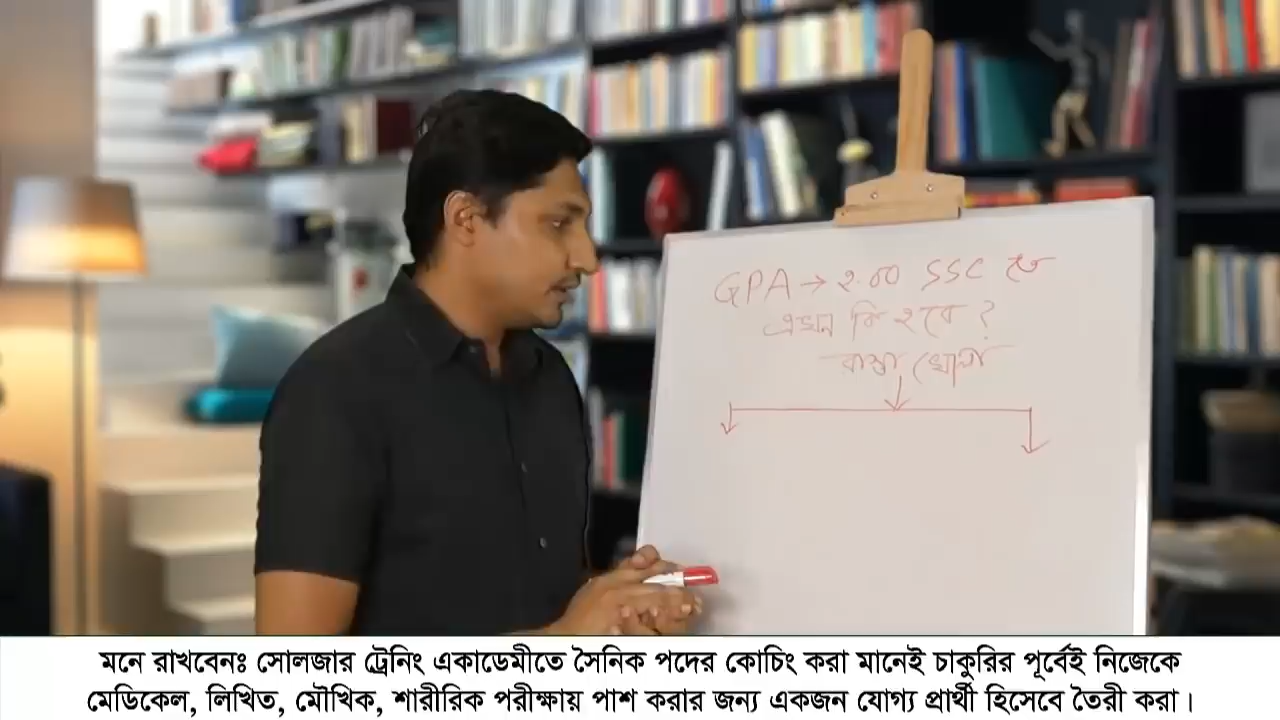 GPA → ২.০০ SSC তে
এখন কি হবে ?
রাস্তা খোলা
মনে রাখবেনঃ সোলজার ট্রেনিং একাডেমীতে সৈনিক পদের কোচিং করা মানেই চাকুরির পূর্বেই নিজেকে
মেডিকেল, লিখিত, মৌখিক, শারীরিক পরীক্ষায় পাশ করার জন্য একজন যোগ্য প্রার্থী হিসেবে তৈরী করা।